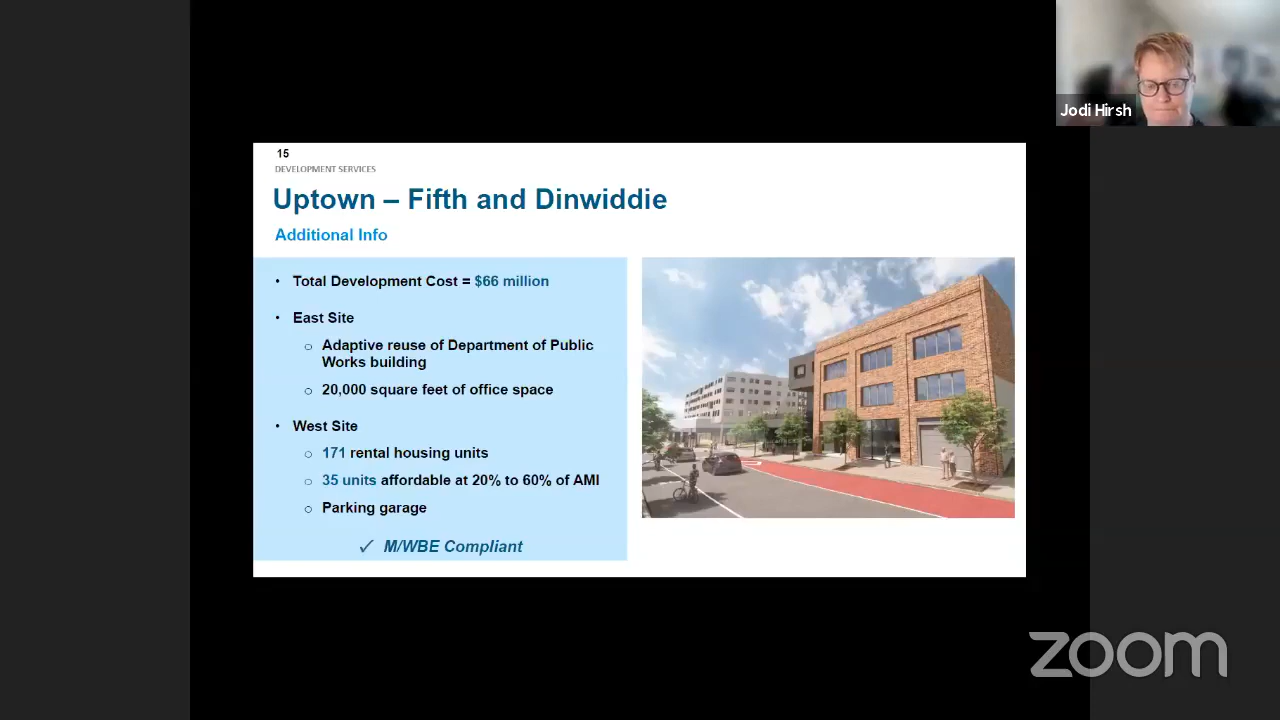 Jodi Hirsh
15
DEVELOPMENT SERVICES
Uptown – Fifth and Dinwiddie
Additional Info
• Total Development Cost = $66 million
• East Site
○ Adaptive reuse of Department of Public
Works building
○ 20,000 square feet of office space
• West Site
○ 171 rental housing units
○ 35 units affordable at 20% to 60% of AMI
○ Parking garage
✓ M/WBE Compliant
zoom